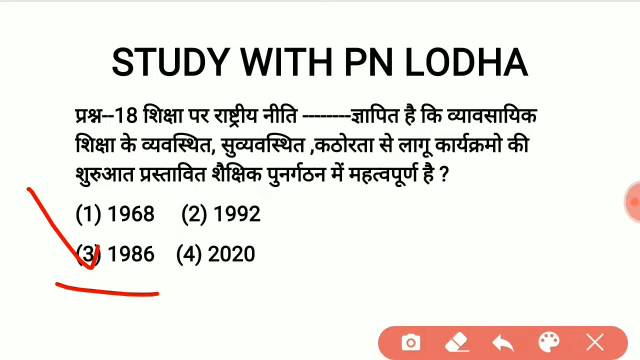 STUDY WITH PN LODHA
प्रश्न--18 शिक्षा पर राष्ट्रीय नीति --------ज्ञापित है कि व्यावसायिक
शिक्षा के व्यवस्थित, सुव्यवस्थित ,कठोरता से लागू कार्यक्रमो की
शुरुआत प्रस्तावित शैक्षिक पुनर्गठन में महत्वपूर्ण है ?
(1) 1968 (2) 1992
(3) 1986 (4) 2020